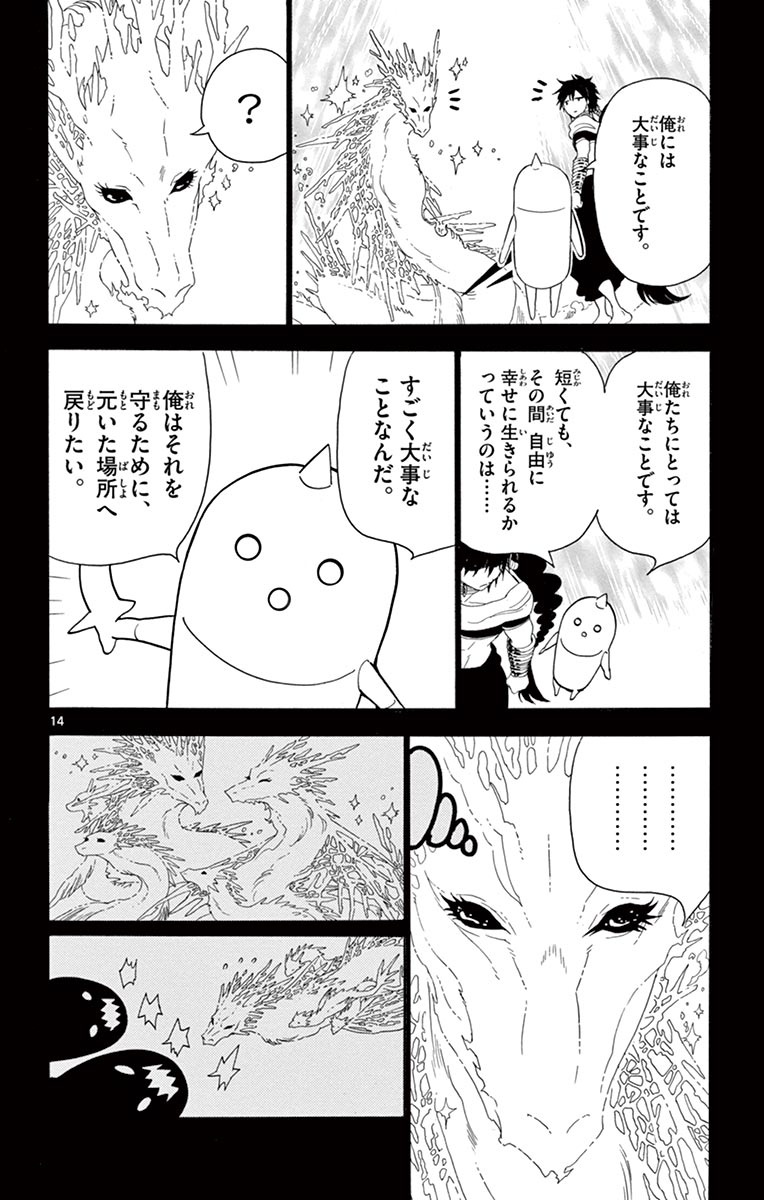 俺には
大事なことです。
?
俺たちにとっては
大事なことです。
短くても、
その間 自由に
幸せに生きられるか
っていうのは……
すごく大事な
ことなんだ。
俺はそれを
守るために、
元いた場所へ
戻りたい。
14
………
………
………